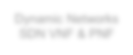 Dynamic Networks
SDN VNF & PNF